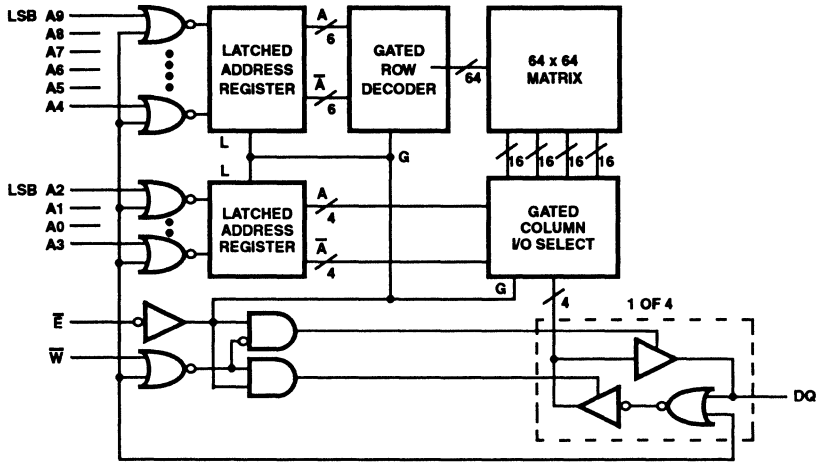 LSB A9
A8
A7
A6
A5
A4
LATCHED
ADDRESS
REGISTER
A
6
A̅
6
GATED
ROW
DECODER
64
64 x 64
MATRIX
L
L
G
16
16
16
16
LSB A2
A1
A0
A3
LATCHED
ADDRESS
REGISTER
A
4
A̅
4
GATED
COLUMN
I/O SELECT
G
4
1 OF 4
E̅
W̅
DQ